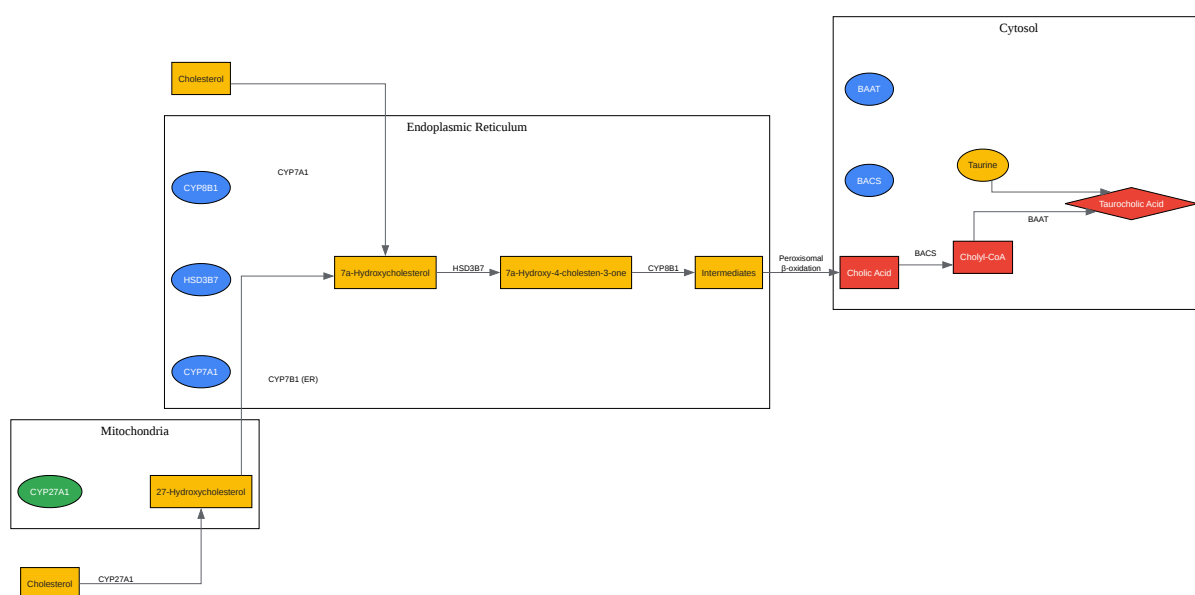 Cytosol
Cholesterol
BAAT
Endoplasmic Reticulum
Taurine
CYP7A1
BACS
CYP8B1
Taurocholic Acid
BAAT
Peroxisomal
β-oxidation
BACS
Cholyl-CoA
7a-Hydroxycholesterol
HSD3B7
7a-Hydroxy-4-cholesten-3-one
CYP8B1
Intermediates
Cholic Acid
HSD3B7
CYP7A1
CYP7B1 (ER)
Mitochondria
CYP27A1
27-Hydroxycholesterol
Cholesterol
CYP27A1